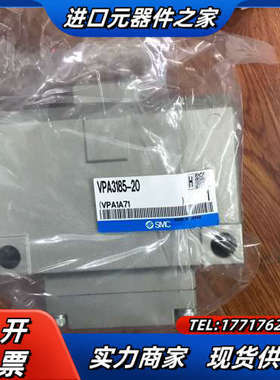 进口元器件之家
VPA3185-20
(VPA1A71
SMC
开
票
TEL:1771762
实力商家
现货供